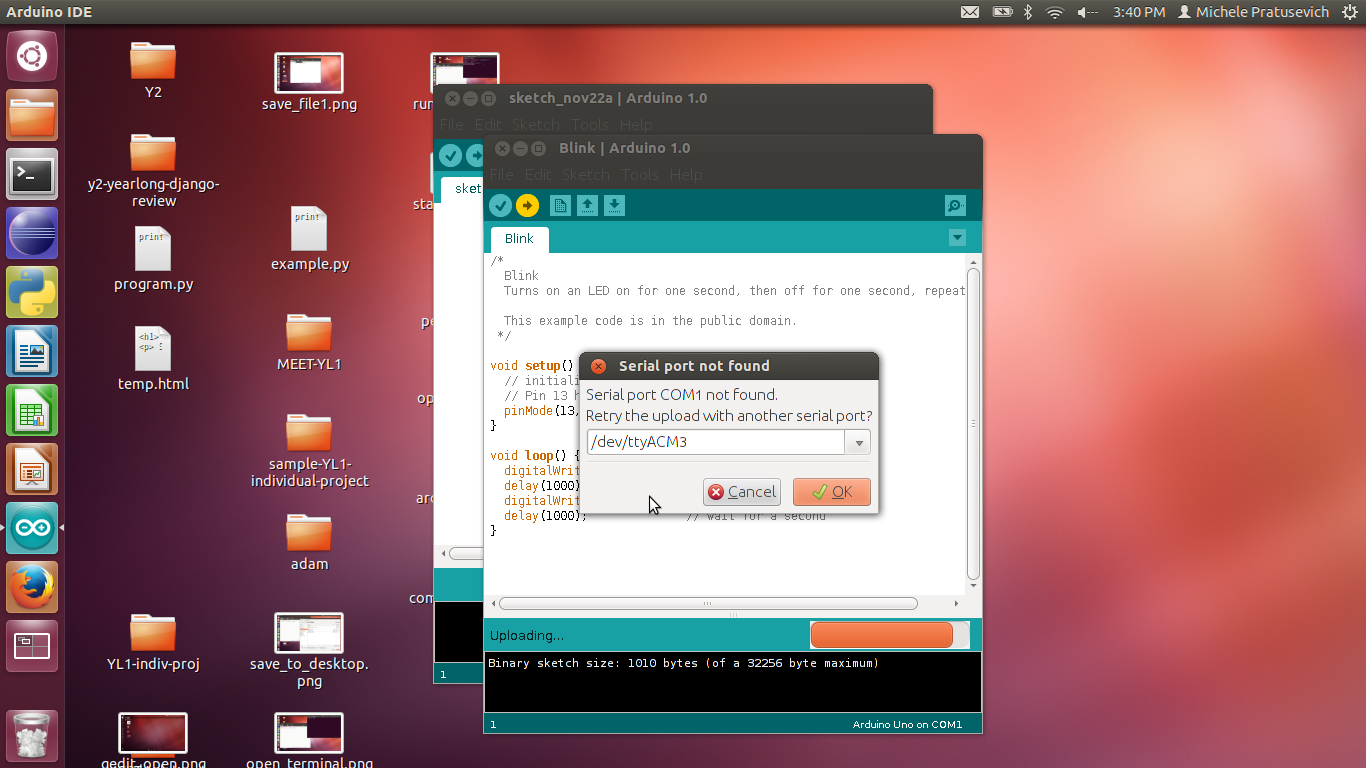 Arduino IDE
3:40 PM
Michele Pratusevich
Y2
save_file1.png
run
y2-yearlong-django-
review
print
program.py
print
example.py
<h1>
<p>
temp.html
MEET-YL1
sample-YL1-
individual-project
adam
YL1-indiv-proj
save_to_desktop.
png
gedit_open.png
open_terminal.png
sta
pe
op
ard
com
sketch_nov22a | Arduino 1.0
File Edit Sketch Tools Help
sket
1
Blink | Arduino 1.0
File Edit Sketch Tools Help
Blink
/*
Blink
Turns on an LED on for one second, then off for one second, repeat
This example code is in the public domain.
*/
void setup()
// initiali
// Pin 13 h
pinMode(13,
}
void loop() {
digitalWrit
delay(1000)
digitalWrit
delay(1000); // wait for a second
}
Serial port not found
Serial port COM1 not found.
Retry the upload with another serial port?
/dev/ttyACM3
Cancel
OK
Uploading...
Binary sketch size: 1010 bytes (of a 32256 byte maximum)
1
Arduino Uno on COM1